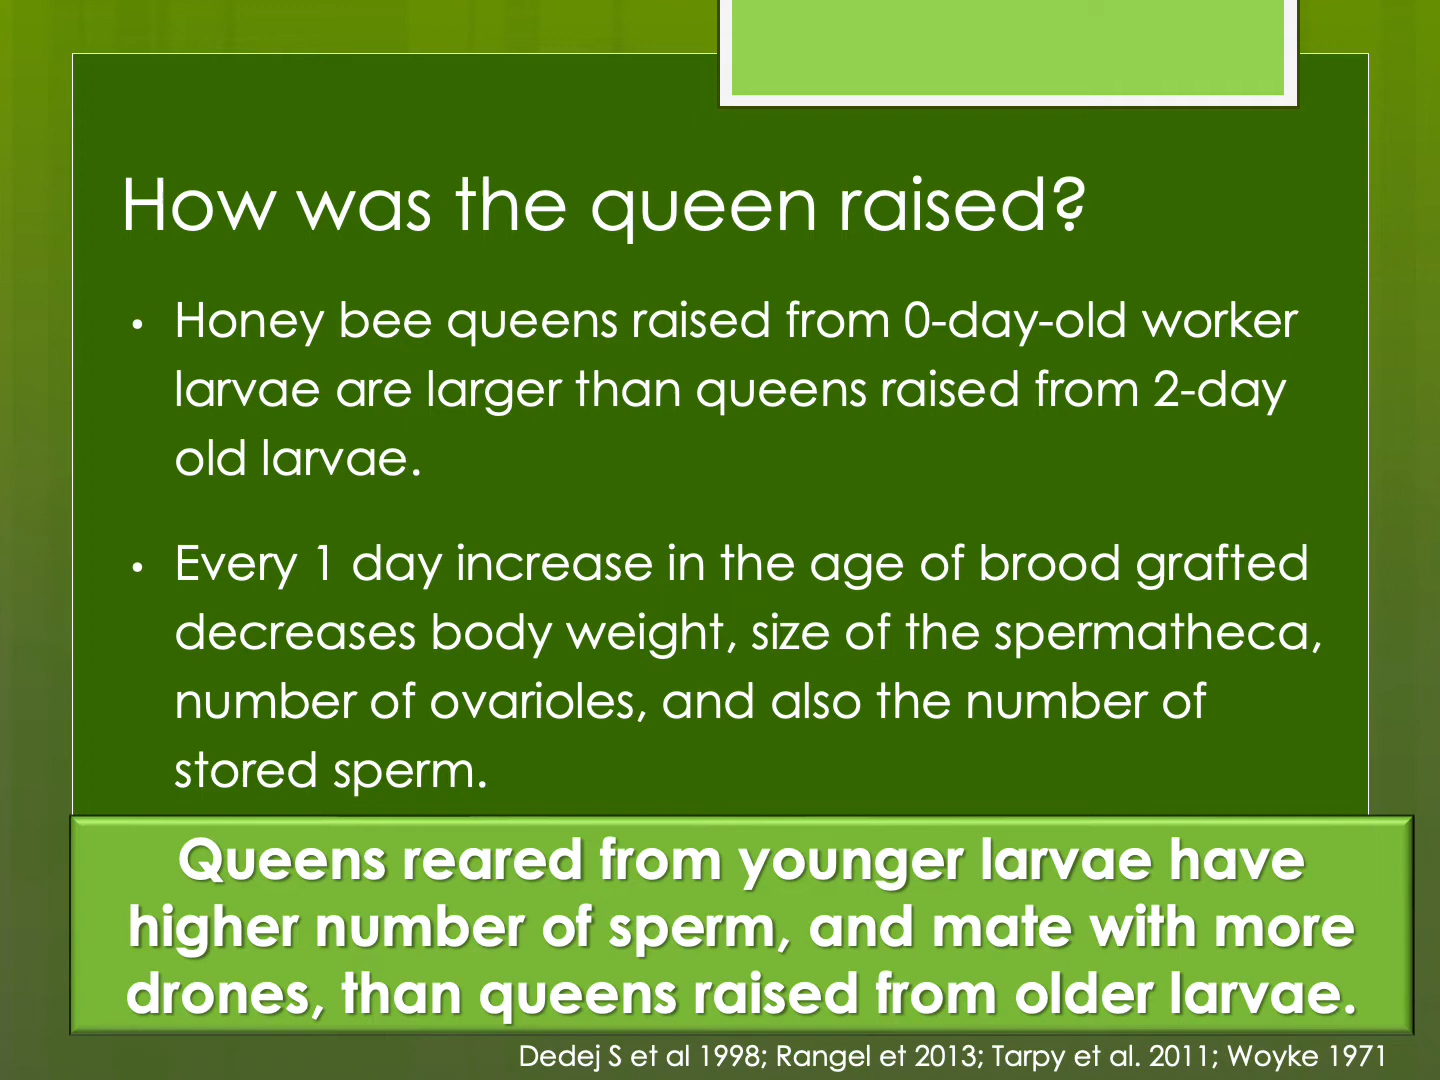 How was the queen raised?
• Honey bee queens raised from 0-day-old worker
larvae are larger than queens raised from 2-day
old larvae.
• Every 1 day increase in the age of brood grafted
decreases body weight, size of the spermatheca,
number of ovarioles, and also the number of
stored sperm.
Queens reared from younger larvae have
higher number of sperm, and mate with more
drones, than queens raised from older larvae.
Dedej S et al 1998; Rangel et 2013; Tarpy et al. 2011; Woyke 1971